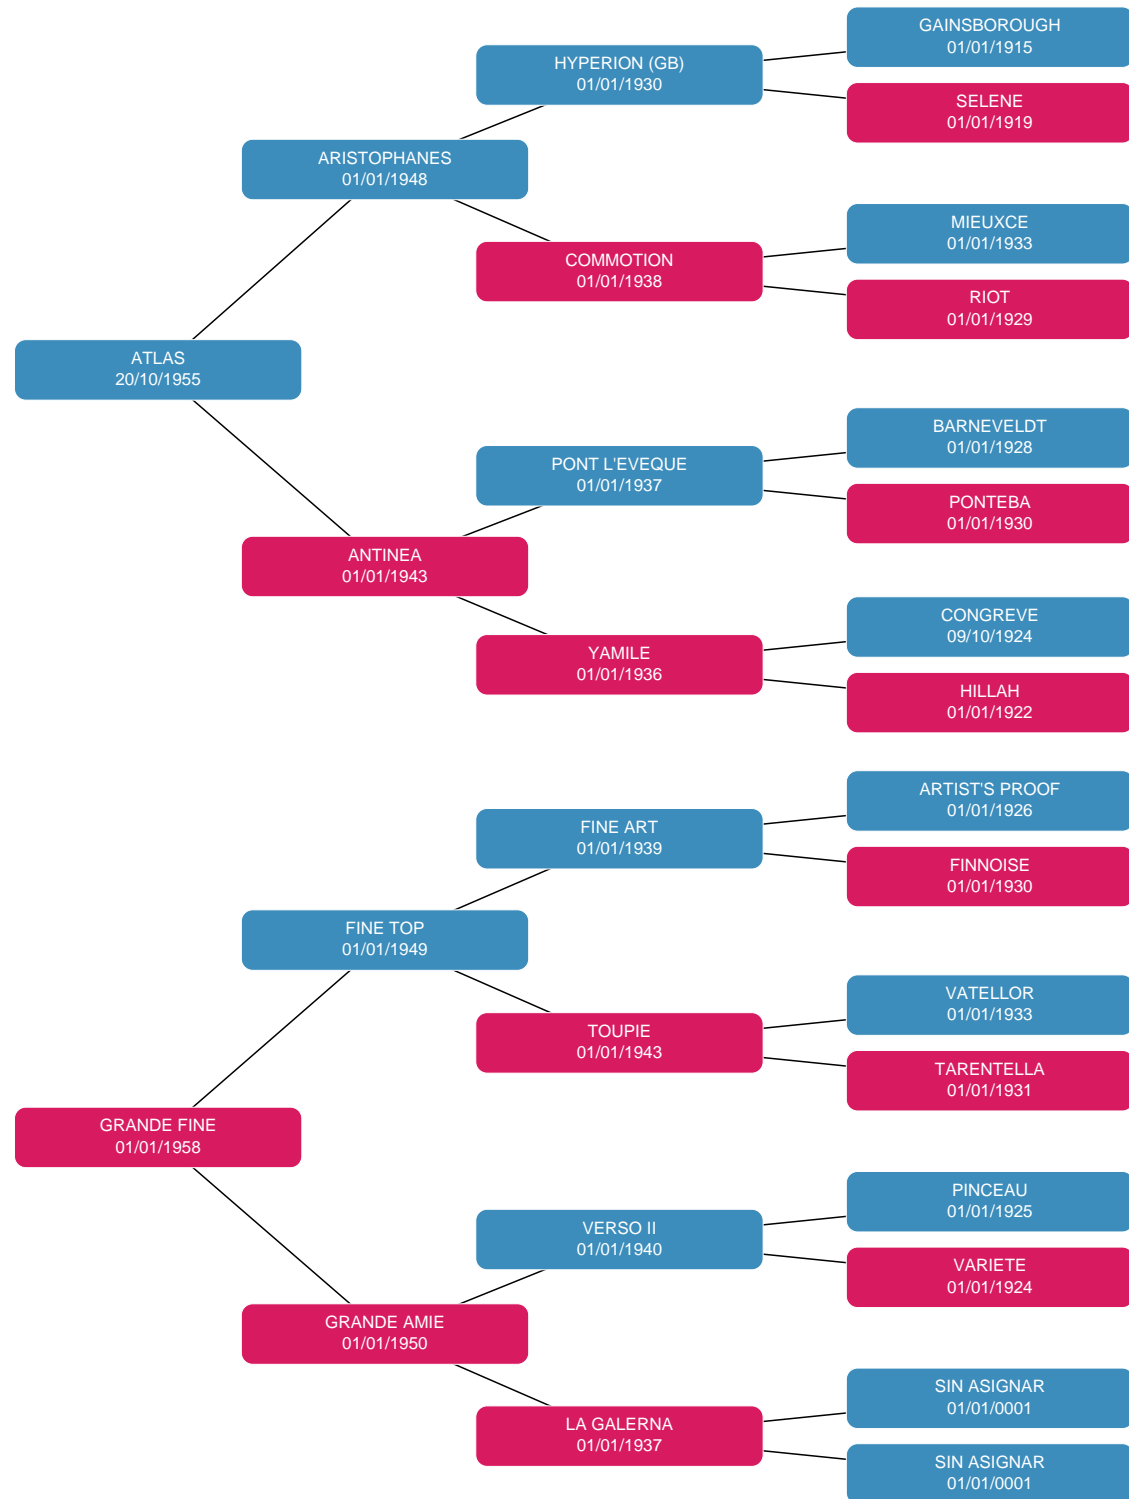 GAINSBOROUGH
01/01/1915
HYPERION (GB)
01/01/1930
SELENE
01/01/1919
ARISTOPHANES
01/01/1948
MIEUXCE
01/01/1933
COMMOTION
01/01/1938
RIOT
01/01/1929
ATLAS
20/10/1955
BARNEVELDT
01/01/1928
PONT L'EVEQUE
01/01/1937
PONTEBA
01/01/1930
ANTINEA
01/01/1943
CONGREVE
09/10/1924
YAMILE
01/01/1936
HILLAH
01/01/1922
ARTIST'S PROOF
01/01/1926
FINE ART
01/01/1939
FINNOISE
01/01/1930
FINE TOP
01/01/1949
VATELLOR
01/01/1933
TOUPIE
01/01/1943
TARENTELLA
01/01/1931
GRANDE FINE
01/01/1958
PINCEAU
01/01/1925
VERSO II
01/01/1940
VARIETE
01/01/1924
GRANDE AMIE
01/01/1950
SIN ASIGNAR
01/01/0001
LA GALERNA
01/01/1937
SIN ASIGNAR
01/01/0001